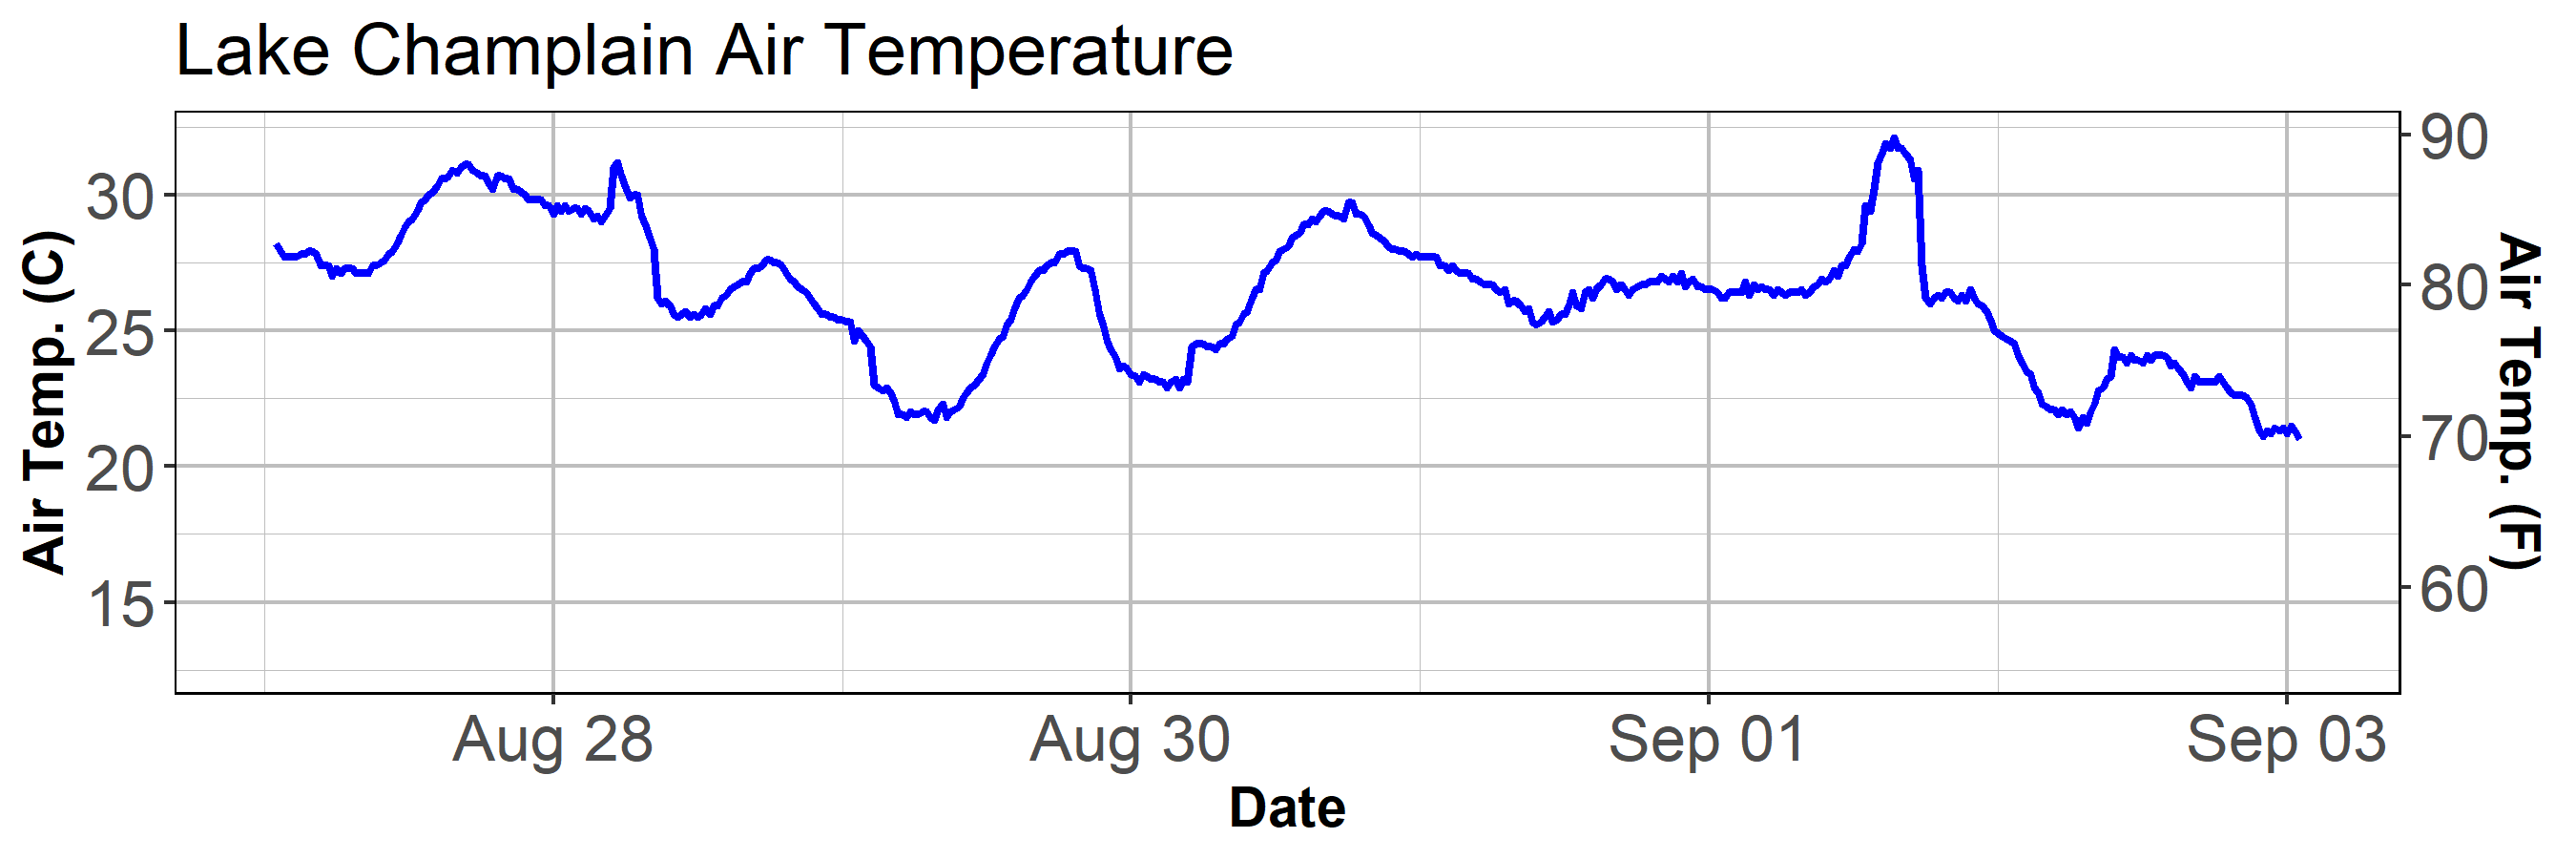 Lake Champlain Air Temperature
Air Temp. (C)
30
25
20
15
90
80
70
60
Air Temp. (F)
Aug 28 Aug 30 Sep 01 Sep 03
Date